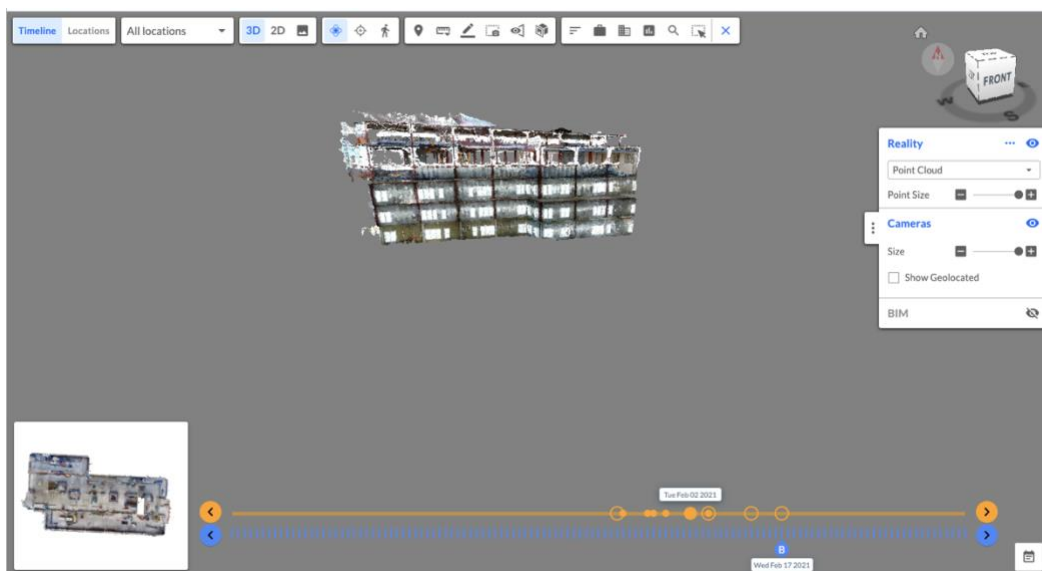 Timeline Locations All locations 3D 2D
FRONT
W
S
Reality
Point Cloud
Point Size
Cameras
Size
Show Geolocated
BIM
Tue Feb 02 2021
B
Wed Feb 17 2021